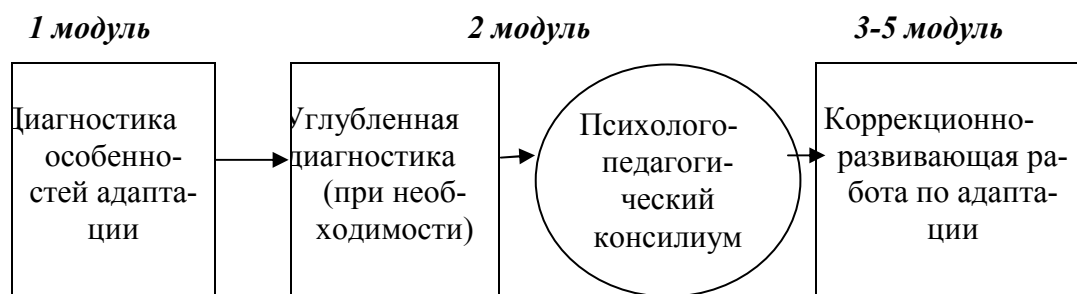 1 модуль
2 модуль
3-5 модуль
Диагностика
особенно-
стей адапта-
ции
Углубленная
диагностика
(при необ-
ходимости)
Психолого-
педагоги-
ческий
консилиум
Коррекционно-
развивающая ра-
бота по адапта-
ции